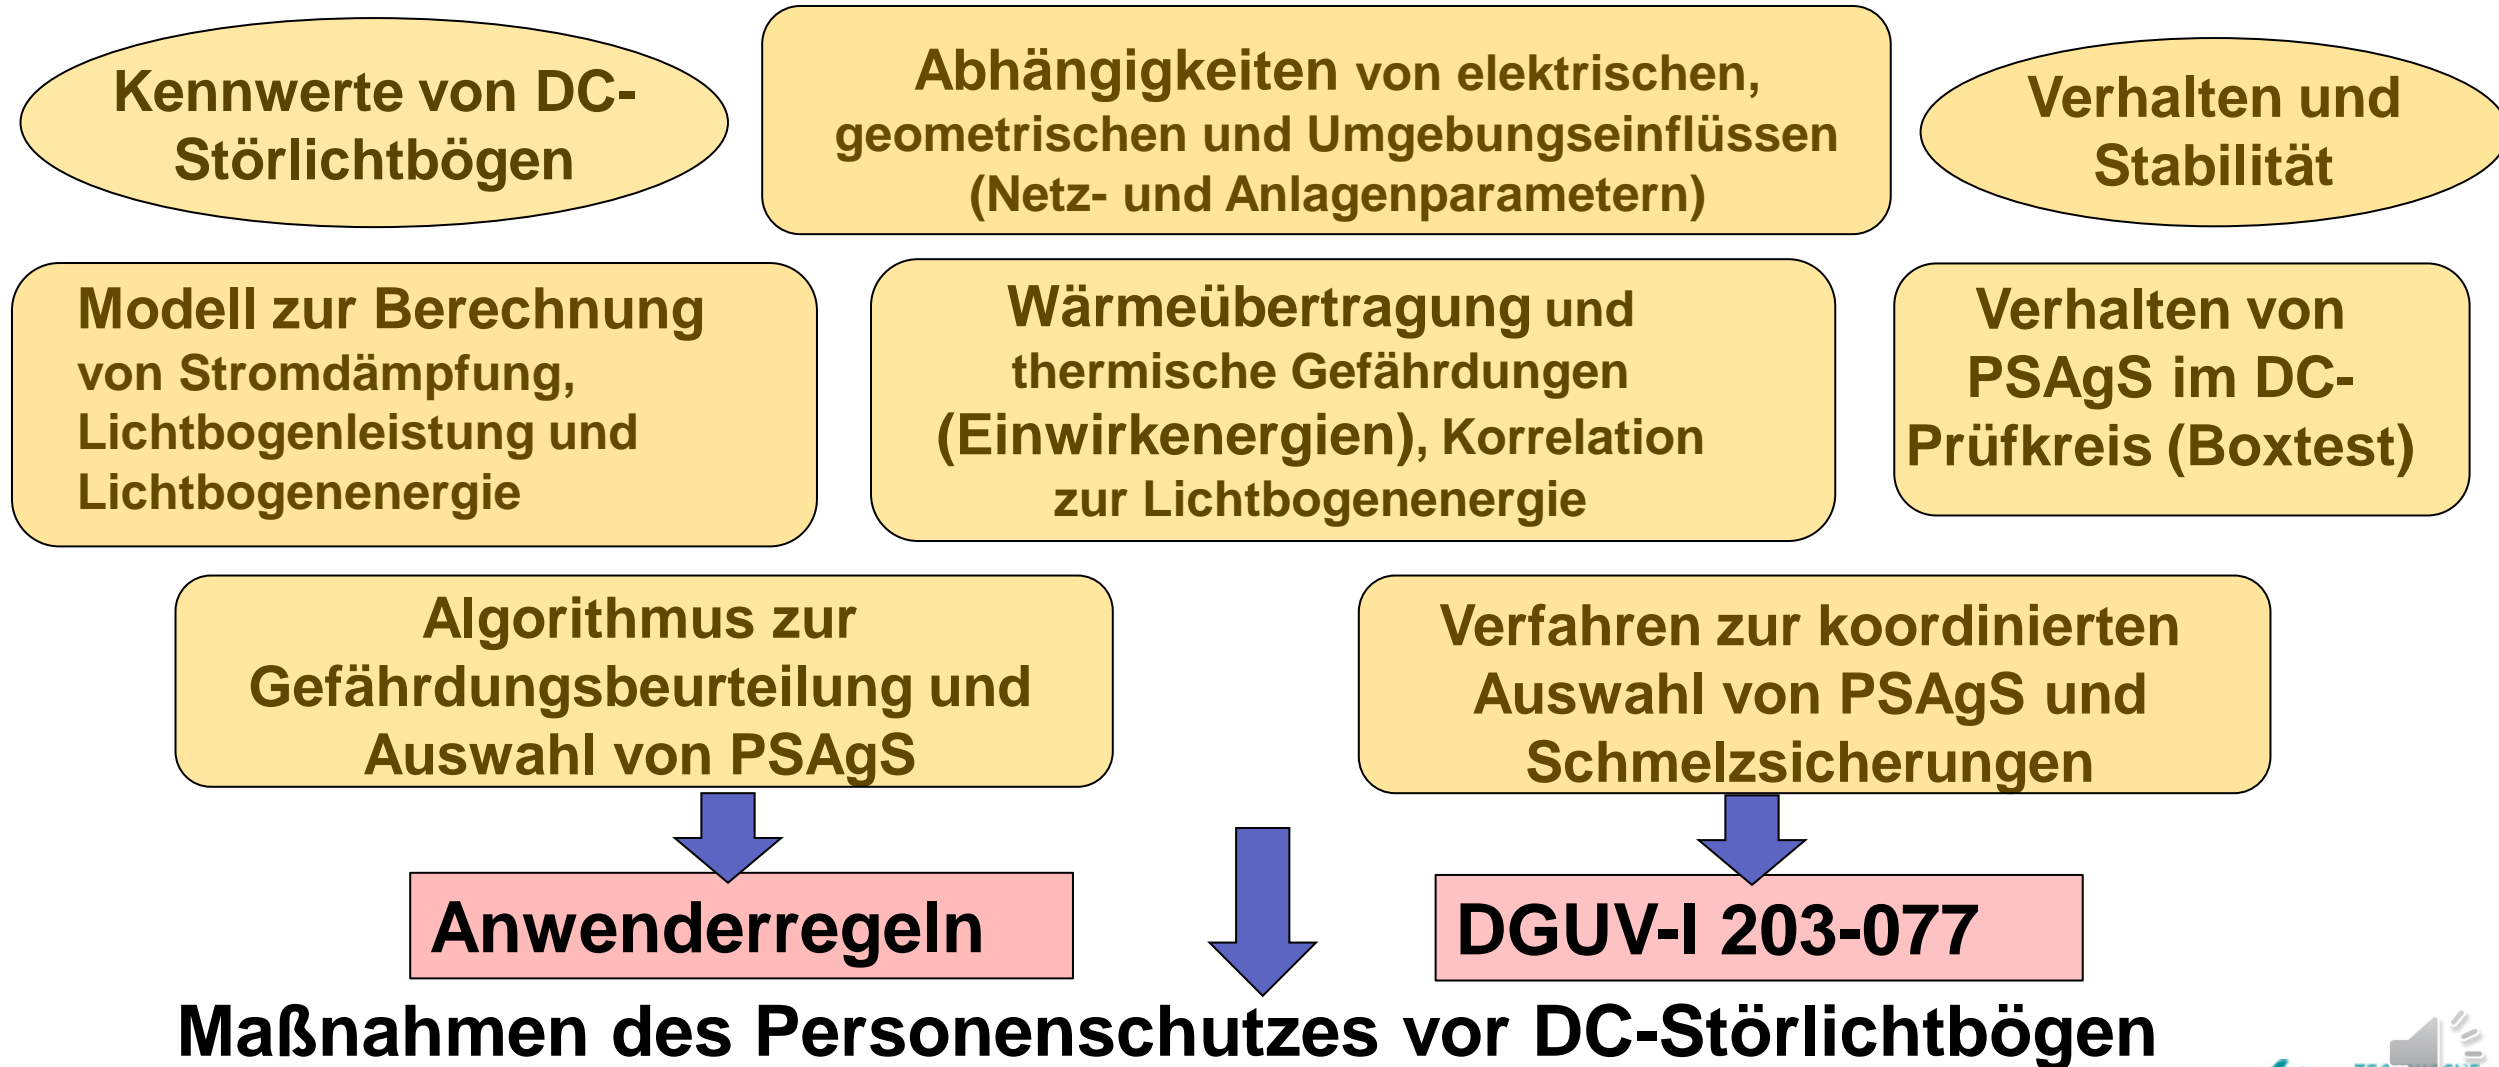 Kennwerte von DC-
Störlichtbögen
Abhängigkeiten von elektrischen,
geometrischen und Umgebungseinflüssen
(Netz- und Anlagenparametern)
Verhalten und
Stabilität
Modell zur Berechnung
von Stromdämpfung,
Lichtbogenleistung und
Lichtbogenenergie
Wärmeübertragung und
thermische Gefährdungen
(Einwirkenergien), Korrelation
zur Lichtbogenenergie
Verhalten von
PSAgS im DC-
Prüfkreis (Boxtest)
Algorithmus zur
Gefährdungsbeurteilung und
Auswahl von PSAgS
Verfahren zur koordinierten
Auswahl von PSAgS und
Schmelzsicherungen
Anwenderregeln
DGUV-I 203-077
Maßnahmen des Personenschutzes vor DC-Störlichtbögen